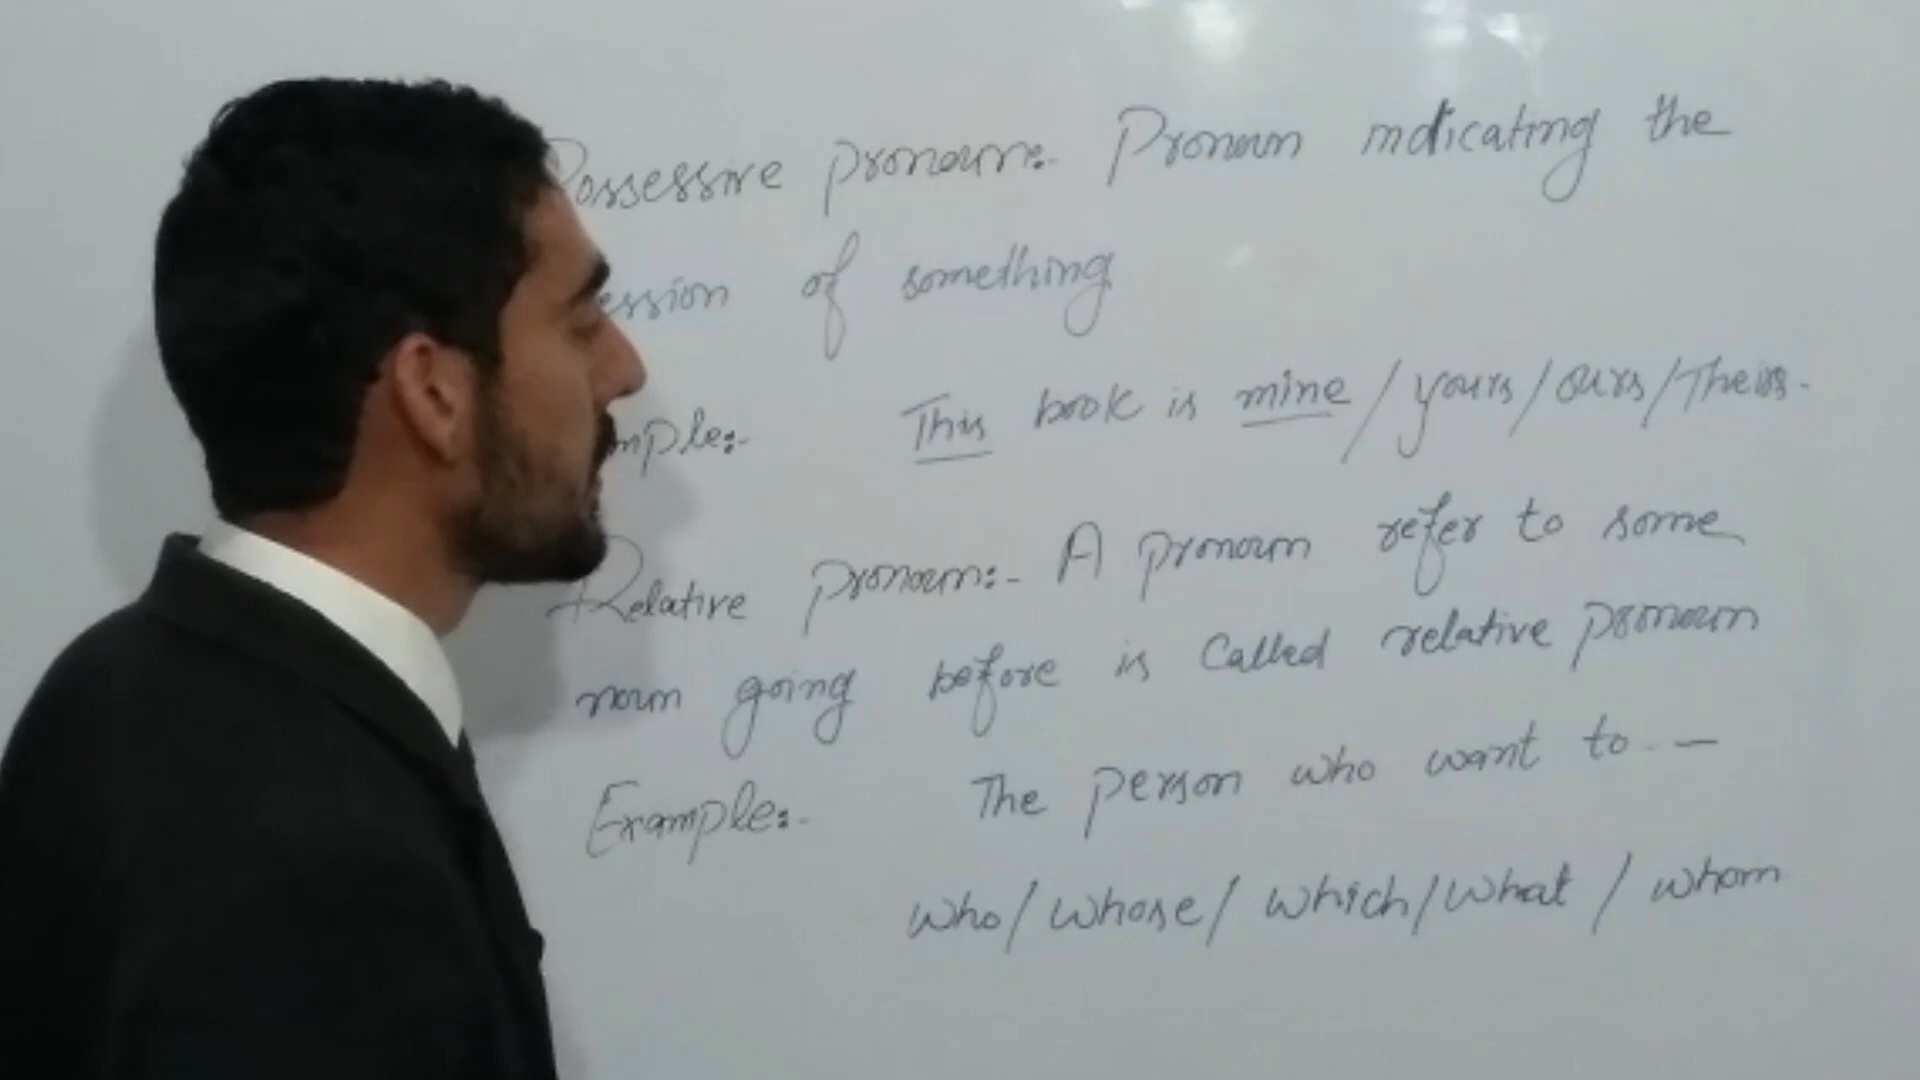 Possessive pronoun:- Pronoun indicating the
ession of something
mple:- This book is mine / yours / ours / Theirs.
Relative pronoun:- A pronoun refer to some
noun going before is called relative pronoun
Example:- The person who want to - - —
who / whose / which / what / whom